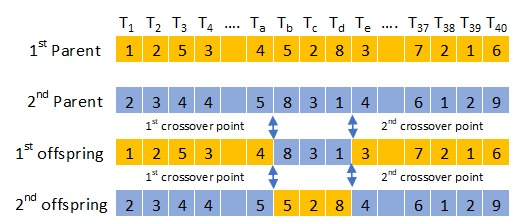 T1 T2 T3 T4 .... Ta Tb Tc Td Te .... T37 T38 T39 T40
1st Parent 1 2 5 3 4 5 2 8 3 7 2 1 6
2nd Parent 2 3 4 4 5 8 3 1 4 6 1 2 9
1st crossover point 2nd crossover point
1st offspring 1 2 5 3 4 8 3 1 3 7 2 1 6
1st crossover point 2nd crossover point
2nd offspring 2 3 4 4 5 5 2 8 4 6 1 2 9